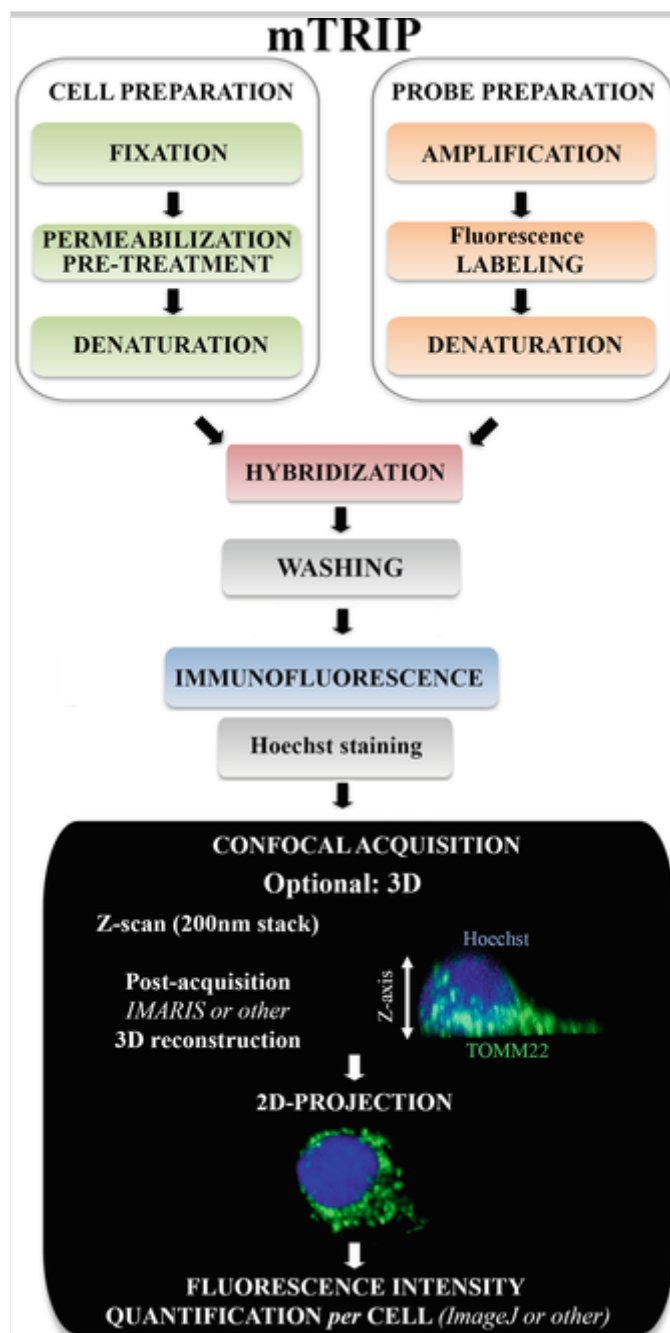 mTRIP
CELL PREPARATION
FIXATION
PERMEABILIZATION
PRE-TREATMENT
DENATURATION
PROBE PREPARATION
AMPLIFICATION
Fluorescence
LABELING
DENATURATION
HYBRIDIZATION
WASHING
IMMUNOFLUORESCENCE
Hoechst staining
CONFOCAL ACQUISITION
Optional: 3D
Z-scan (200nm stack)
Post-acquisition
IMARIS or other
3D reconstruction
Hoechst
Z-axis
TOMM22
2D-PROJECTION
FLUORESCENCE INTENSITY
QUANTIFICATION per CELL (ImageJ or other)